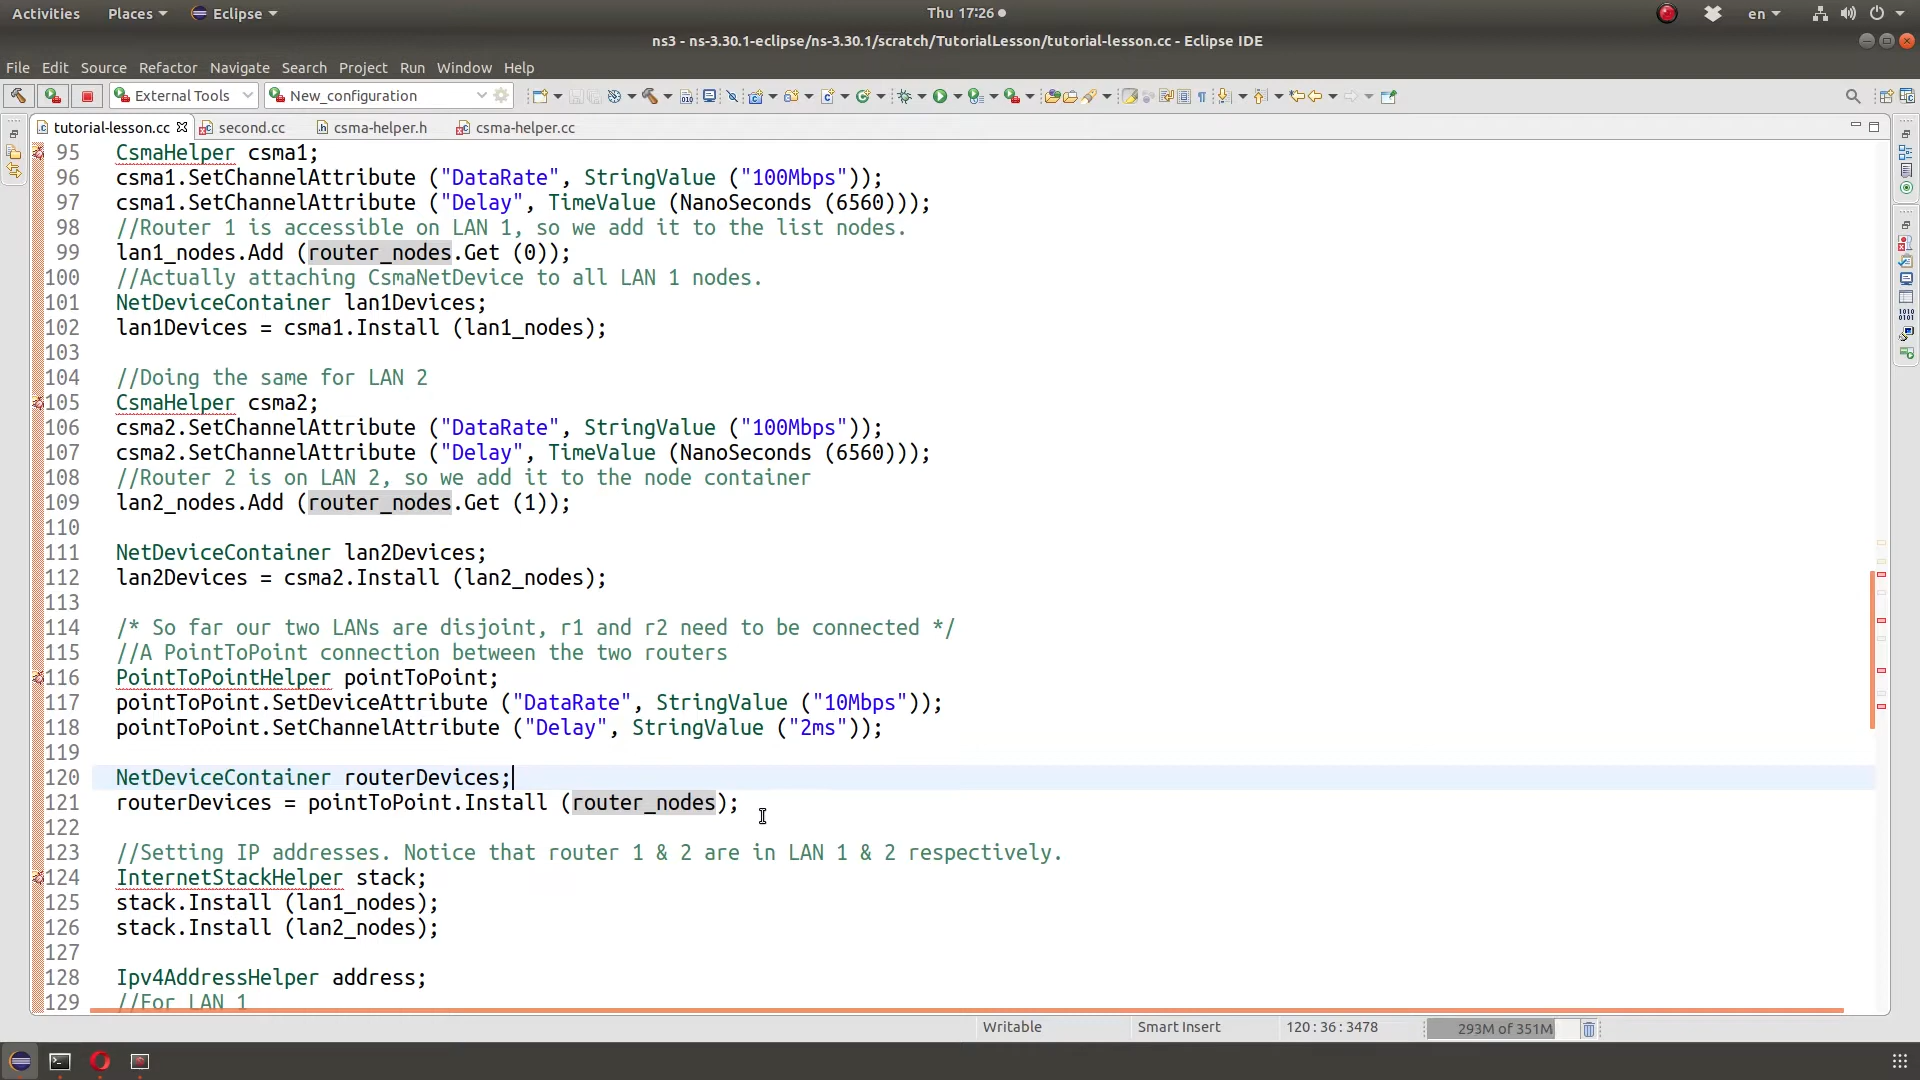 Activities Places Eclipse Thu 17:26 en
ns3 - ns-3.30.1-eclipse/ns-3.30.1/scratch/TutorialLesson/tutorial-lesson.cc - Eclipse IDE
File Edit Source Refactor Navigate Search Project Run Window Help
External Tools New_configuration
tutorial-lesson.cc second.cc csma-helper.h csma-helper.cc
95 CsmaHelper csma1;
96 csma1.SetChannelAttribute ("DataRate", StringValue ("100Mbps"));
97 csma1.SetChannelAttribute ("Delay", TimeValue (NanoSeconds (6560)));
98 //Router 1 is accessible on LAN 1, so we add it to the list nodes.
99 lan1_nodes.Add (router_nodes.Get (0));
100 //Actually attaching CsmaNetDevice to all LAN 1 nodes.
101 NetDeviceContainer lan1Devices;
102 lan1Devices = csma1.Install (lan1_nodes);
103
104 //Doing the same for LAN 2
105 CsmaHelper csma2;
106 csma2.SetChannelAttribute ("DataRate", StringValue ("100Mbps"));
107 csma2.SetChannelAttribute ("Delay", TimeValue (NanoSeconds (6560)));
108 //Router 2 is on LAN 2, so we add it to the node container
109 lan2_nodes.Add (router_nodes.Get (1));
110
111 NetDeviceContainer lan2Devices;
112 lan2Devices = csma2.Install (lan2_nodes);
113
114 /* So far our two LANs are disjoint, r1 and r2 need to be connected */
115 //A PointToPoint connection between the two routers
116 PointToPointHelper pointToPoint;
117 pointToPoint.SetDeviceAttribute ("DataRate", StringValue ("10Mbps"));
118 pointToPoint.SetChannelAttribute ("Delay", StringValue ("2ms"));
119
120 NetDeviceContainer routerDevices;
121 routerDevices = pointToPoint.Install (router_nodes);
122
123 //Setting IP addresses. Notice that router 1 & 2 are in LAN 1 & 2 respectively.
124 InternetStackHelper stack;
125 stack.Install (lan1_nodes);
126 stack.Install (lan2_nodes);
127
128 Ipv4AddressHelper address;
129 //For LAN 1
Writable Smart Insert 120 : 36 : 3478 293M of 351M